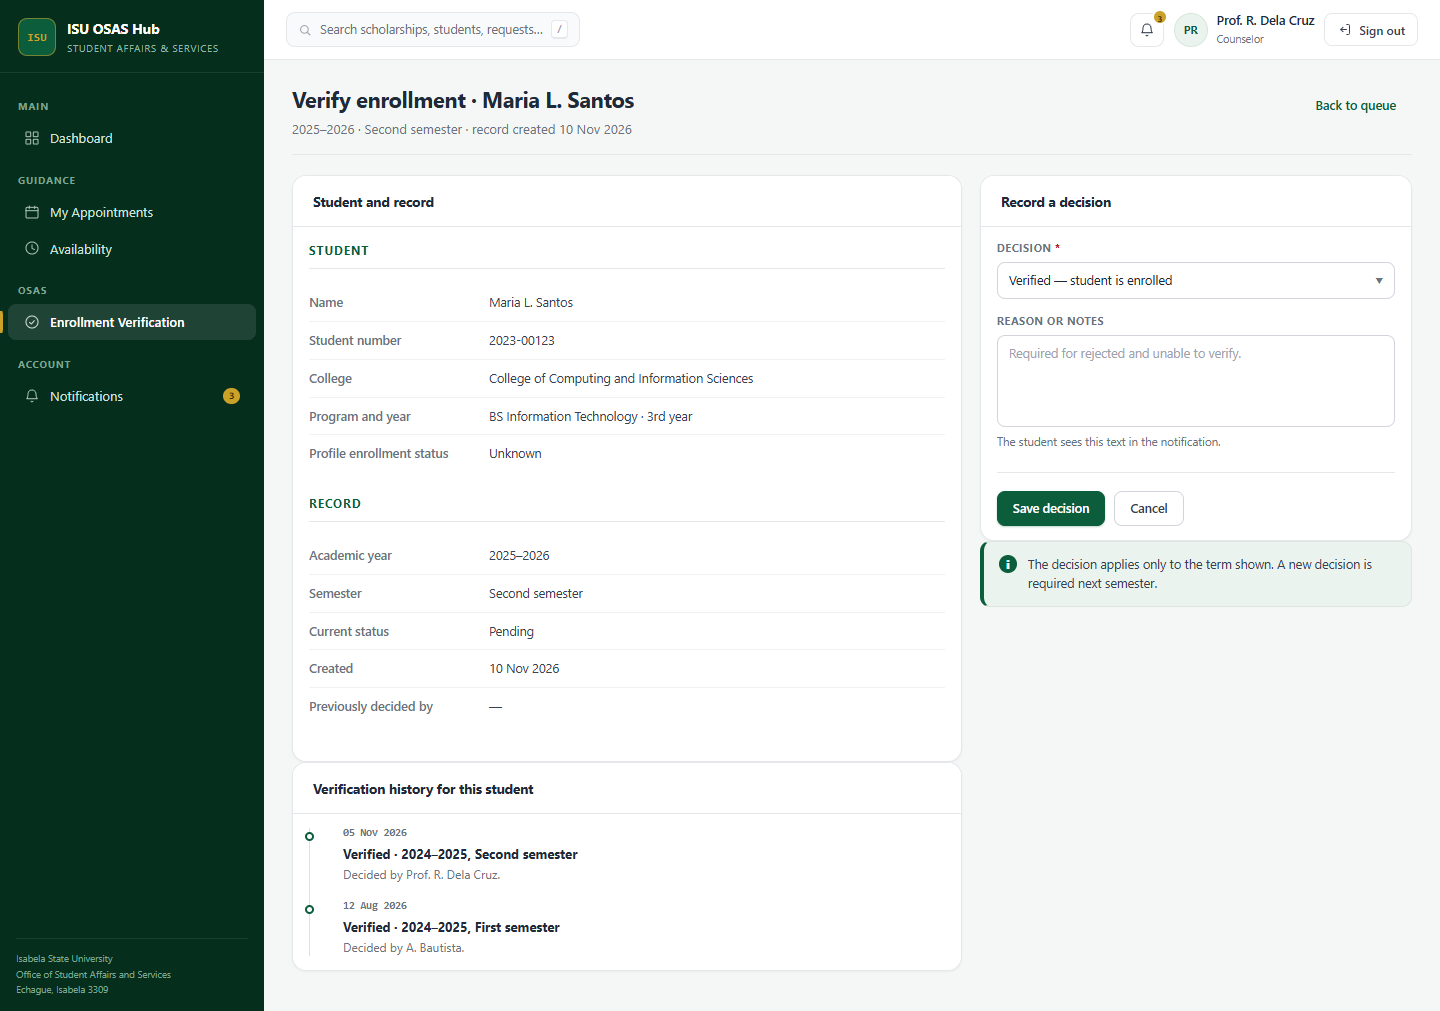 ISU
ISU OSAS Hub
STUDENT AFFAIRS & SERVICES
MAIN
Dashboard
GUIDANCE
My Appointments
Availability
OSAS
Enrollment Verification
ACCOUNT
Notifications 3
Isabela State University
Office of Student Affairs and Services
Echague, Isabela 3309
Search scholarships, students, requests... /
3
PR
Prof. R. Dela Cruz
Counselor
Sign out
Verify enrollment · Maria L. Santos
2025–2026 · Second semester · record created 10 Nov 2026
Back to queue
Student and record
STUDENT
Name Maria L. Santos
Student number 2023-00123
College College of Computing and Information Sciences
Program and year BS Information Technology · 3rd year
Profile enrollment status Unknown
RECORD
Academic year 2025–2026
Semester Second semester
Current status Pending
Created 10 Nov 2026
Previously decided by —
Verification history for this student
05 Nov 2026
Verified · 2024–2025, Second semester
Decided by Prof. R. Dela Cruz.
12 Aug 2026
Verified · 2024–2025, First semester
Decided by A. Bautista.
Record a decision
DECISION *
Verified — student is enrolled
REASON OR NOTES
Required for rejected and unable to verify.
The student sees this text in the notification.
Save decision
Cancel
The decision applies only to the term shown. A new decision is
required next semester.